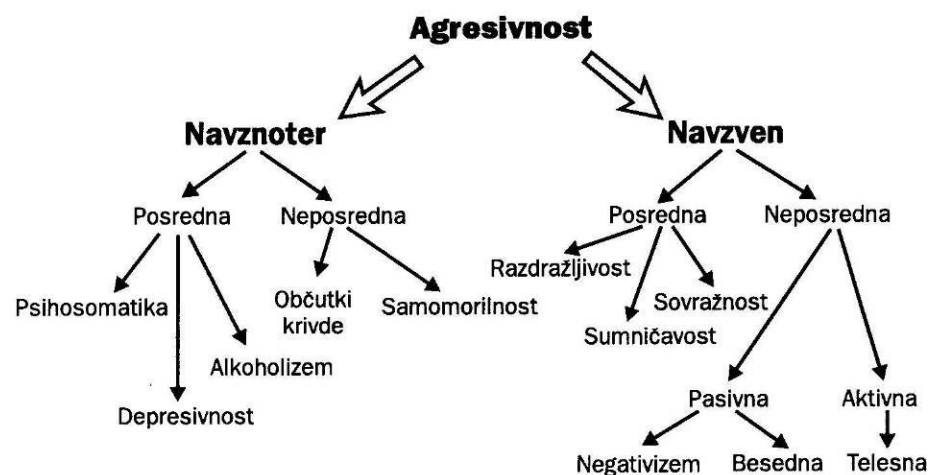 Agresivnost
Navznoter
Navzven
Posredna
Neposredna
Posredna
Neposredna
Psihosomatika
Občutki
krivde
Samomorilnost
Razdražljivost
Sovražnost
Sumničavost
Alkoholizem
Depresivnost
Pasivna
Aktivna
Negativizem
Besedna
Telesna